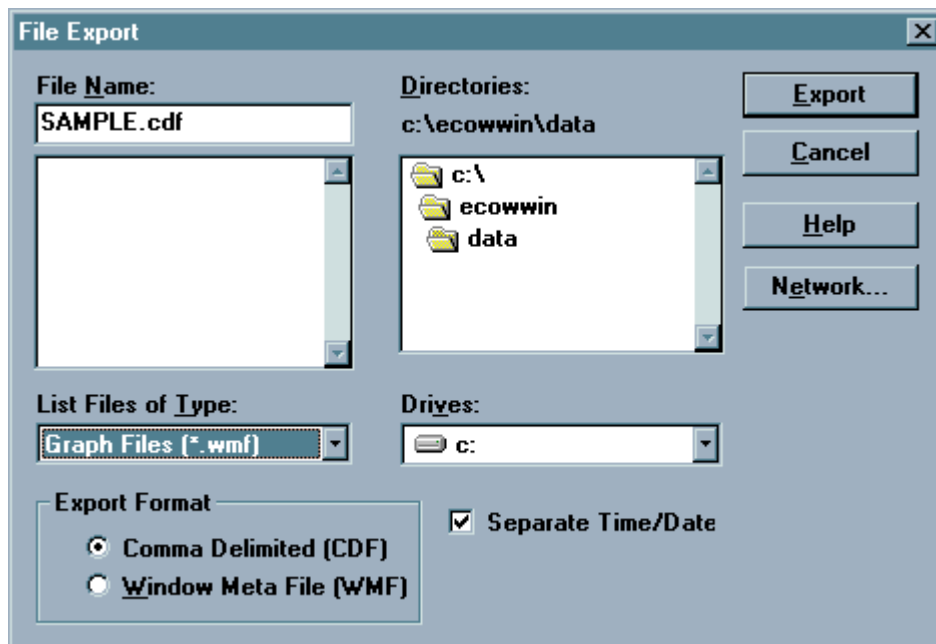 File Export
File Name:
SAMPLE.cdf
Directories:
c:\ecowwin\data
c:\
ecowwin
data
Export
Cancel
Help
Network...
List Files of Type:
Graph Files (*.wmf)
Drives:
c:
Export Format
Comma Delimited (CDF)
Window Meta File (WMF)
Separate Time/Date